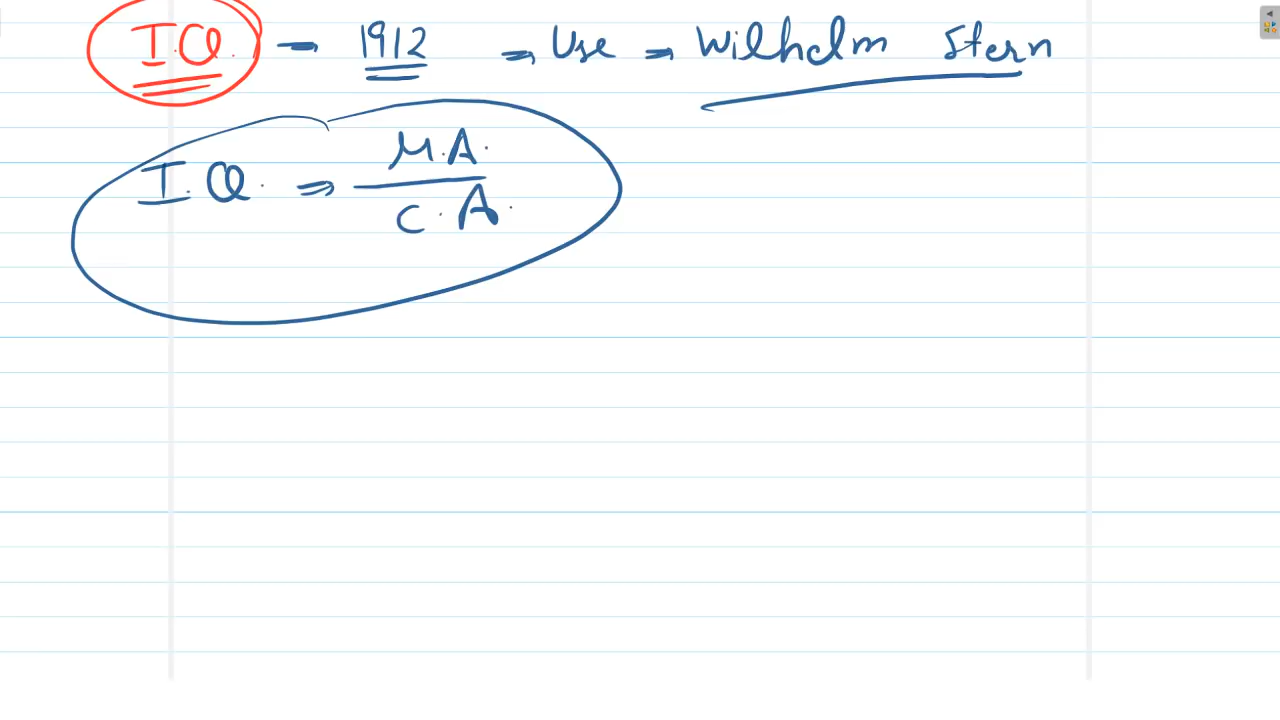 I.Q. → 1912 ⇒ Use ⇒ Wilhelm Stern
I.Q. ⇒ M.A. / C.A.